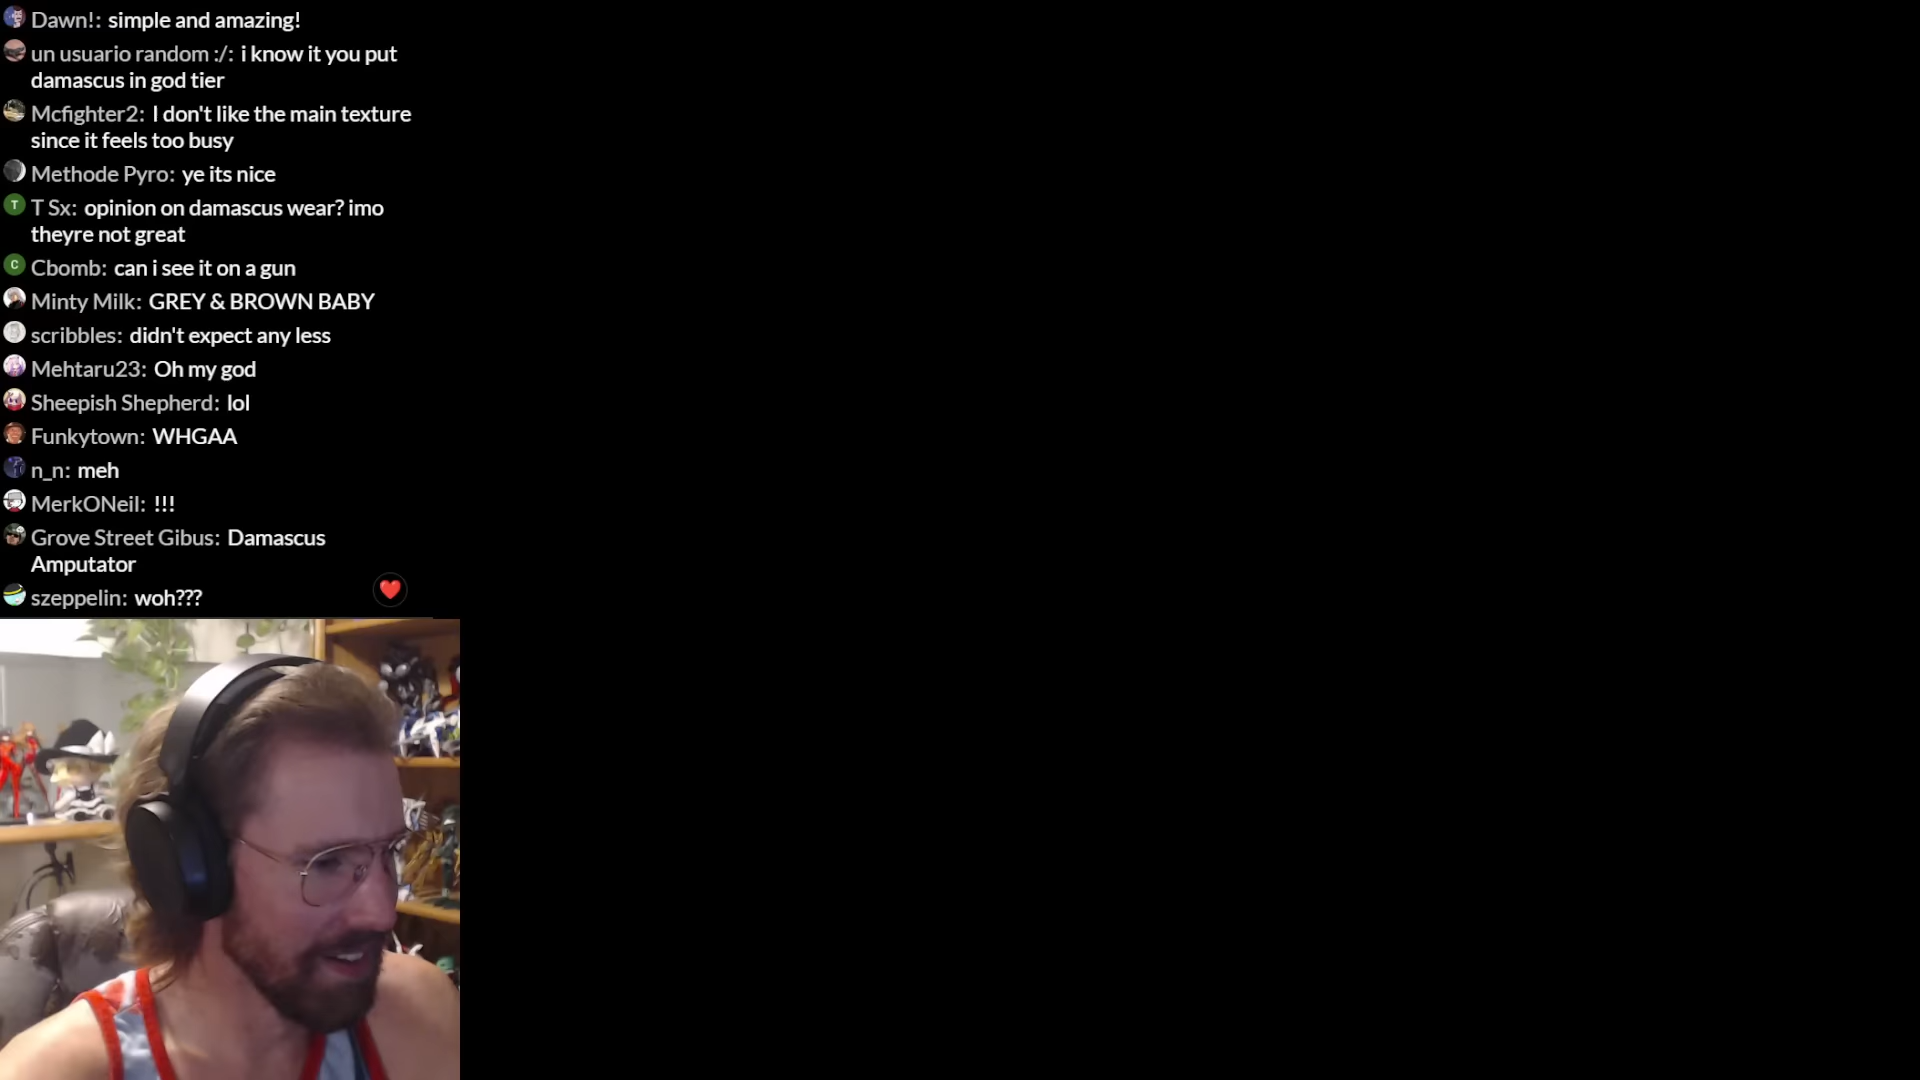 Dawn!: simple and amazing!
un usuario random :/: i know it you put
damascus in god tier
Mcfighter2: I don't like the main texture
since it feels too busy
Methode Pyro: ye its nice
T
T Sx: opinion on damascus wear? imo
theyre not great
C
Cbomb: can i see it on a gun
Minty Milk: GREY & BROWN BABY
scribbles: didn't expect any less
Mehtaru23: Oh my god
Sheepish Shepherd: lol
Funkytown: WHGAA
n_n: meh
MerkONeil: !!!
Grove Street Gibus: Damascus
Amputator
szeppelin: woh???